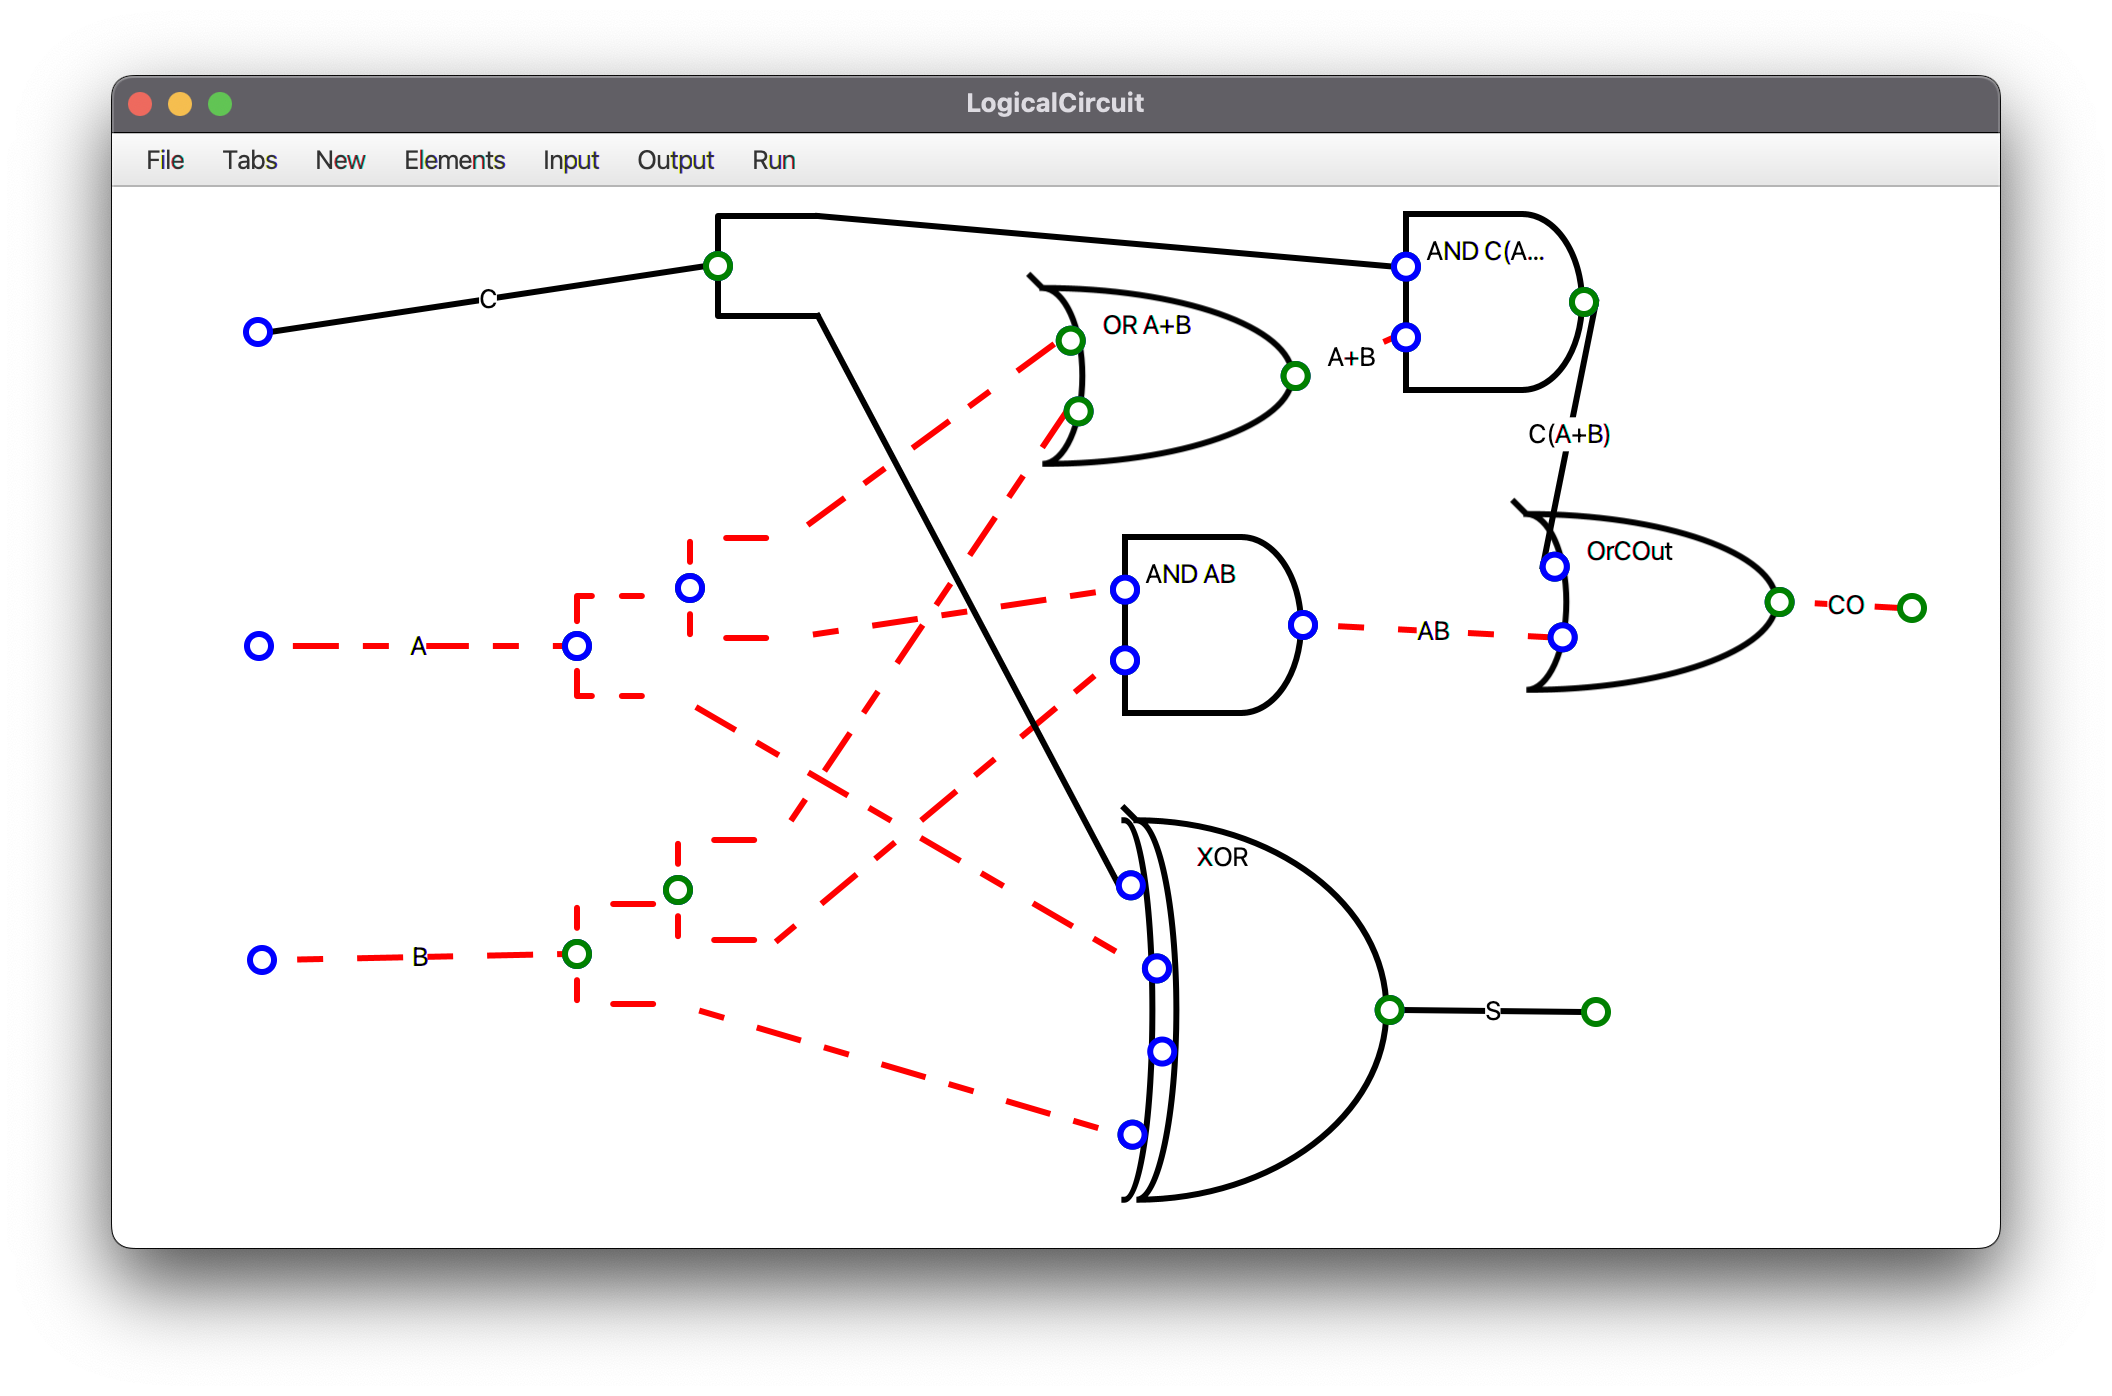 LogicalCircuit
File Tabs New Elements Input Output Run
AND C(A...
C
OR A+B
A+B
C(A+B)
OrCOut
AND AB
CO
AB
A
XOR
B
S